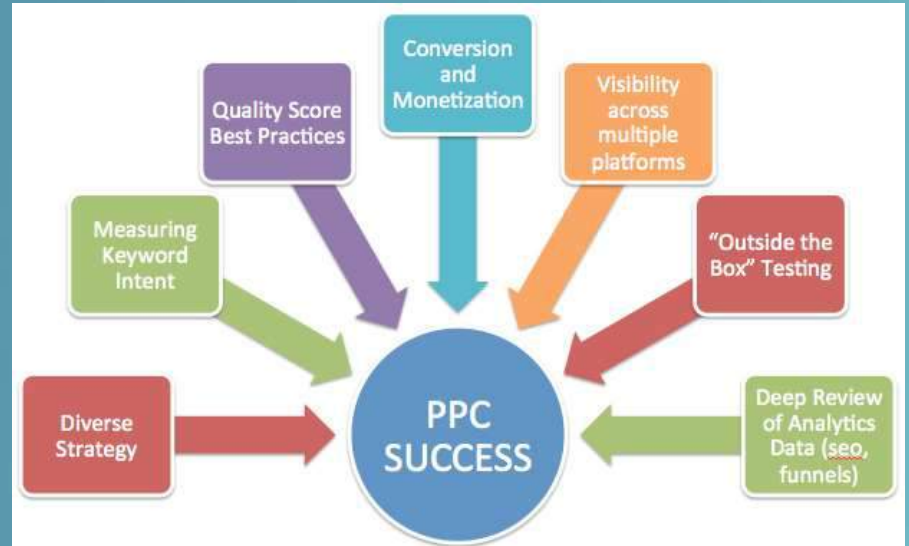 Diverse
Strategy
Measuring
Keyword
Intent
Quality Score
Best Practices
Conversion
and
Monetization
Visibility
across
multiple
platforms
“Outside the
Box” Testing
Deep Review
of Analytics
Data (seo,
funnels)
PPC
SUCCESS